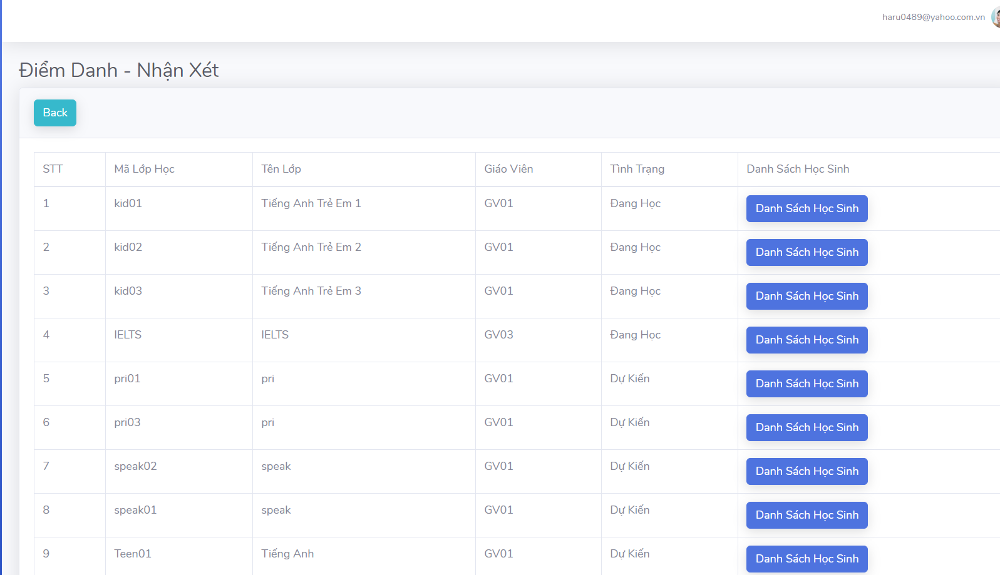 haru0489@yahoo.com.vn
Điểm Danh - Nhận Xét
Back
STT Mã Lớp Học Tên Lớp Giáo Viên Tình Trạng Danh Sách Học Sinh
1 kid01 Tiếng Anh Trẻ Em 1 GV01 Đang Học Danh Sách Học Sinh
2 kid02 Tiếng Anh Trẻ Em 2 GV01 Đang Học Danh Sách Học Sinh
3 kid03 Tiếng Anh Trẻ Em 3 GV01 Đang Học Danh Sách Học Sinh
4 IELTS IELTS GV03 Đang Học Danh Sách Học Sinh
5 pri01 pri GV01 Dự Kiến Danh Sách Học Sinh
6 pri03 pri GV01 Dự Kiến Danh Sách Học Sinh
7 speak02 speak GV01 Dự Kiến Danh Sách Học Sinh
8 speak01 speak GV01 Dự Kiến Danh Sách Học Sinh
9 Teen01 Tiếng Anh GV01 Dự Kiến Danh Sách Học Sinh